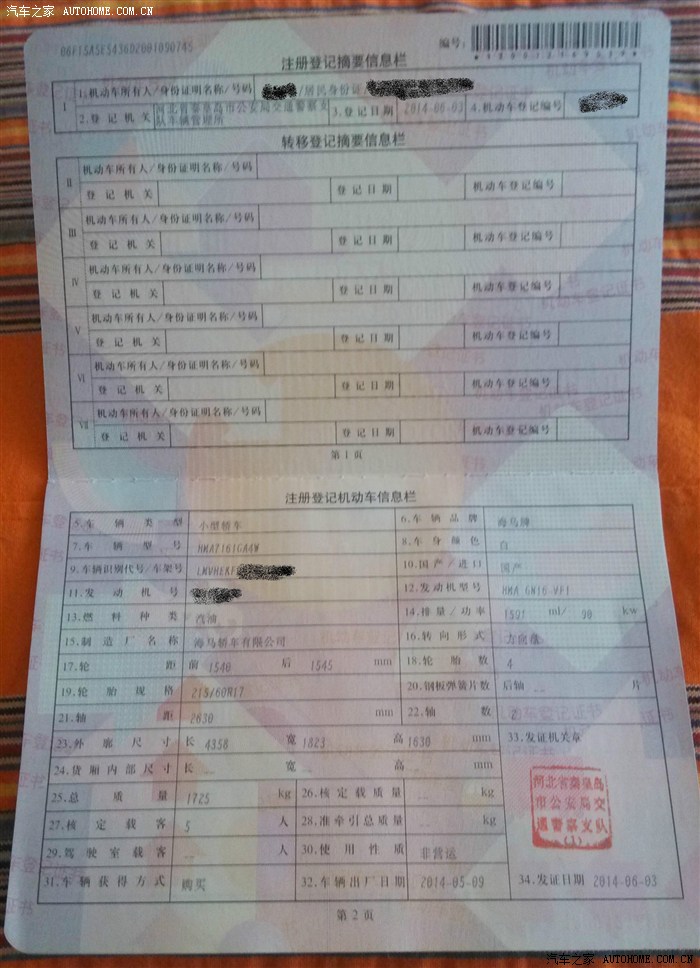 汽车之家 AUTOHOME.COM.CN
编号:
注册登记摘要信息栏
I 1.机动车所有人/身份证明名称/号码 /居民身份证/
2.登记机关 河北省秦皇岛市公安局交通警察支队车辆管理所 3.登记日期 2014-06-03 4.机动车登记编号
转移登记摘要信息栏
II 机动车所有人/身份证明名称/号码
登记机关 登记日期 机动车登记编号
III 机动车所有人/身份证明名称/号码
登记机关 登记日期 机动车登记编号
IV 机动车所有人/身份证明名称/号码
登记机关 登记日期 机动车登记编号
V 机动车所有人/身份证明名称/号码
登记机关 登记日期 机动车登记编号
VI 机动车所有人/身份证明名称/号码
登记机关 登记日期 机动车登记编号
VII 机动车所有人/身份证明名称/号码
登记机关 登记日期 机动车登记编号
第1页
注册登记机动车信息栏
5.车辆类型 小型轿车 6.车辆品牌 海马牌
7.车辆型号 HMA7161GA4W 8.车身颜色 白
9.车辆识别代号/车架号 LMVHEKF 10.国产/进口 国产
11.发动机号 12.发动机型号 HMA GN16-VF1
13.燃料种类 汽油 14.排量/功率 1591 ml/ 90 kw
15.制造厂名称 海马轿车有限公司 16.转向形式 方向盘
17.轮距 前 1540 后 1545 mm 18.轮胎数 4
19.轮胎规格 215/60R17 20.钢板弹簧片数 后轴 -- 片
21.轴距 2630 mm 22.轴数 2
23.外廓尺寸 长 4358 宽 1823 高 1630 mm 33.发证机关章
24.货厢内部尺寸 长 -- 宽 -- 高 -- mm
25.总质量 1725 kg 26.核定载质量 -- kg
27.核定载客 5 人 28.准牵引总质量 -- kg
29.驾驶室载客 -- 人 30.使用性质 非营运
河北省秦皇岛
市公安局交
通警察支队
(1)
31.车辆获得方式 购买 32.车辆出厂日期 2014-05-09 34.发证日期 2014-06-03
第2页
汽车之家 AUTOHOME.COM.CN